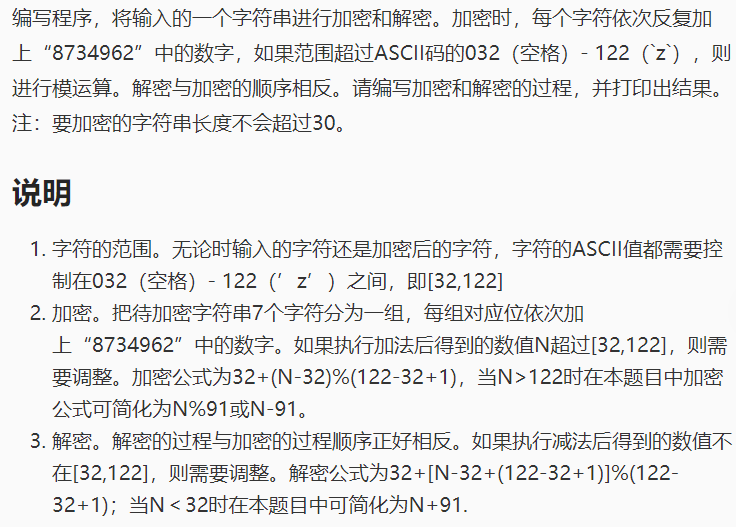 编写程序，将输入的一个字符串进行加密和解密。加密时，每个字符依次反复加
上“8734962”中的数字，如果范围超过ASCII码的032（空格）- 122（`z`），则
进行模运算。解密与加密的顺序相反。请编写加密和解密的过程，并打印出结果。
注：要加密的字符串长度不会超过30。
说明
1. 字符的范围。无论时输入的字符还是加密后的字符，字符的ASCII值都需要控
制在032（空格）- 122（’z’）之间，即[32,122]
2. 加密。把待加密字符串7个字符分为一组，每组对应位依次加
上“8734962”中的数字。如果执行加法后得到的数值N超过[32,122]，则需
要调整。加密公式为32+(N-32)%(122-32+1)，当N>122时在本题目中加密
公式可简化为N%91或N-91。
3. 解密。解密的过程与加密的过程顺序正好相反。如果执行减法后得到的数值不
在[32,122]，则需要调整。解密公式为32+[N-32+(122-32+1)]%(122-
32+1)；当N＜32时在本题目中可简化为N+91.